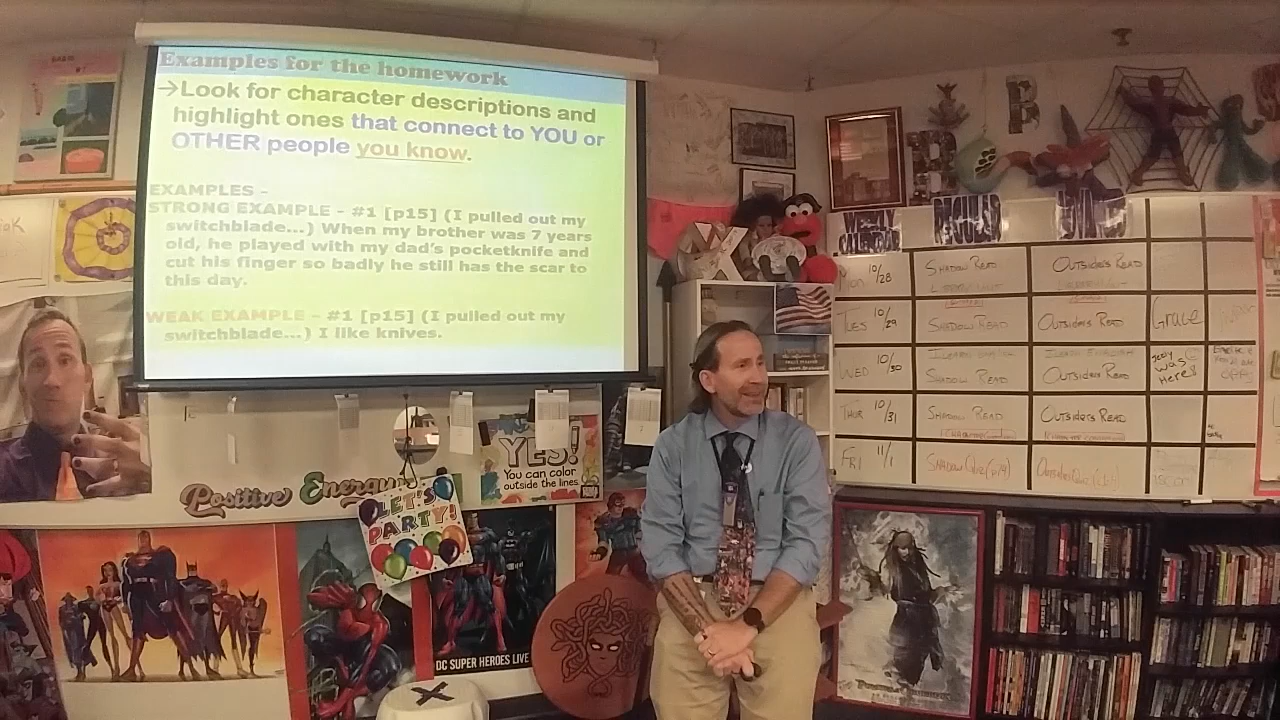 Examples for the homework
→Look for character descriptions and
highlight ones that connect to YOU or
OTHER people you know.
EXAMPLES –
STRONG EXAMPLE – #1 [p15] (I pulled out my
switchblade...) When my brother was 7 years
old, he played with my dad's pocketknife and
cut his finger so badly he still has the scar to
this day.
WEAK EXAMPLE – #1 [p15] (I pulled out my
switchblade...) I like knives.
YES!
You can color
outside the lines
Positive Energy
LET'S
PARTY!
DC SUPER HEROES LIVE
X
B
REGULAR
Mon 10/28 Shadow Read Outsiders Read
Tues 10/29 Shadow Read Outsiders Read Grace
Wed 10/30 Shadow Read Outsiders Read Was Here!!
Thur 10/31 Shadow Read Outsiders Read
Fri 11/1 Shadow Quiz Outsiders Quiz